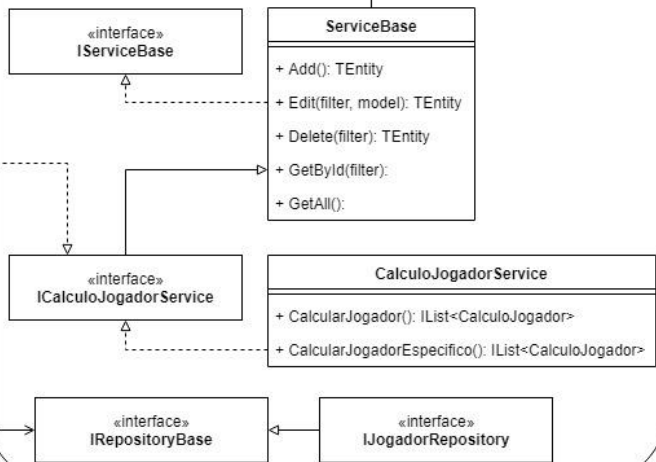 «interface»
IServiceBase
ServiceBase
+ Add(): TEntity
+ Edit(filter, model): TEntity
+ Delete(filter): TEntity
+ GetById(filter):
+ GetAll():
«interface»
ICalculoJogadorService
CalculoJogadorService
+ CalcularJogador(): IList<CalculoJogador>
+ CalcularJogadorEspecifico(): IList<CalculoJogador>
«interface»
IRepositoryBase
«interface»
IJogadorRepository